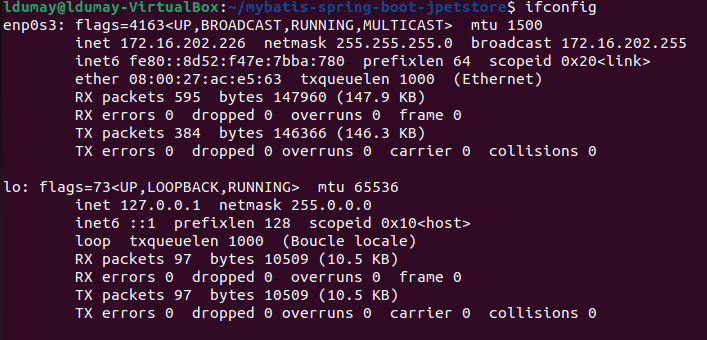 ldumay@ldumay-VirtualBox:~/mybatis-spring-boot-jpetstore$ ifconfig
enp0s3: flags=4163<UP,BROADCAST,RUNNING,MULTICAST>  mtu 1500
        inet 172.16.202.226  netmask 255.255.255.0  broadcast 172.16.202.255
        inet6 fe80::8d52:f47e:7bba:780  prefixlen 64  scopeid 0x20<link>
        ether 08:00:27:ac:e5:63  txqueuelen 1000  (Ethernet)
        RX packets 595  bytes 147960 (147.9 KB)
        RX errors 0  dropped 0  overruns 0  frame 0
        TX packets 384  bytes 146366 (146.3 KB)
        TX errors 0  dropped 0 overruns 0  carrier 0  collisions 0

lo: flags=73<UP,LOOPBACK,RUNNING>  mtu 65536
        inet 127.0.0.1  netmask 255.0.0.0
        inet6 ::1  prefixlen 128  scopeid 0x10<host>
        loop  txqueuelen 1000  (Boucle locale)
        RX packets 97  bytes 10509 (10.5 KB)
        RX errors 0  dropped 0  overruns 0  frame 0
        TX packets 97  bytes 10509 (10.5 KB)
        TX errors 0  dropped 0 overruns 0  carrier 0  collisions 0